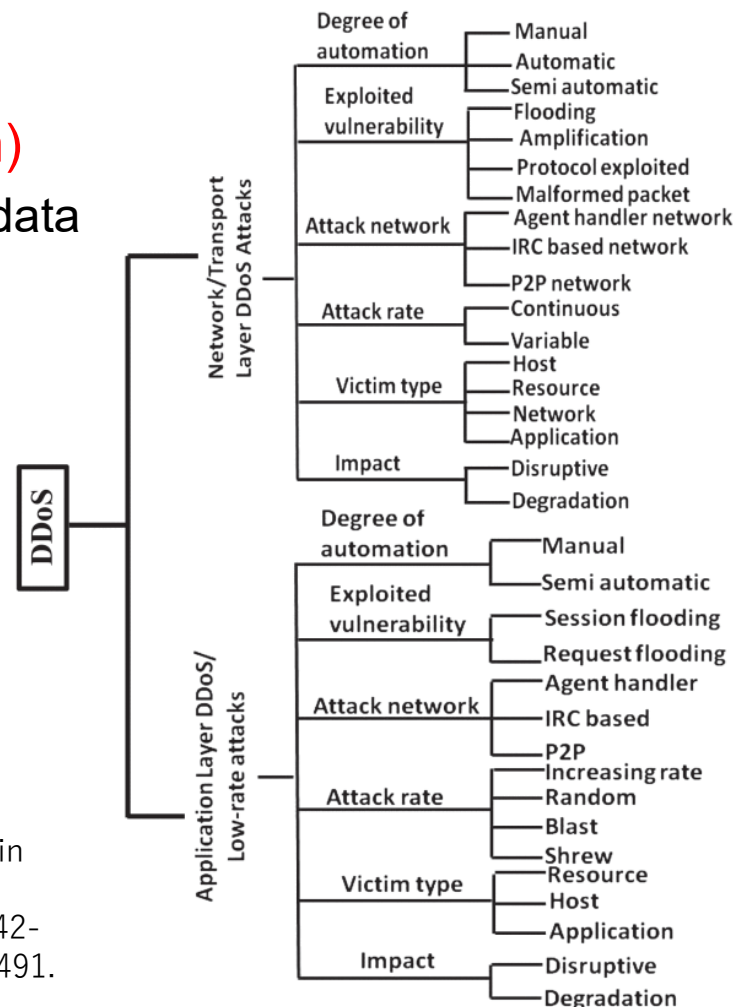 n)
data
in
42-
491.
DDoS
Network/Transport
Layer DDoS Attacks
Degree of
automation
Manual
Automatic
Semi automatic
Exploited
vulnerability
Flooding
Amplification
Protocol exploited
Malformed packet
Attack network
Agent handler network
IRC based network
P2P network
Attack rate
Continuous
Variable
Victim type
Host
Resource
Network
Application
Impact
Disruptive
Degradation
Application Layer DDoS/
Low-rate attacks
Degree of
automation
Manual
Semi automatic
Exploited
vulnerability
Session flooding
Request flooding
Attack network
Agent handler
IRC based
P2P
Attack rate
Increasing rate
Random
Blast
Shrew
Victim type
Resource
Host
Application
Impact
Disruptive
Degradation